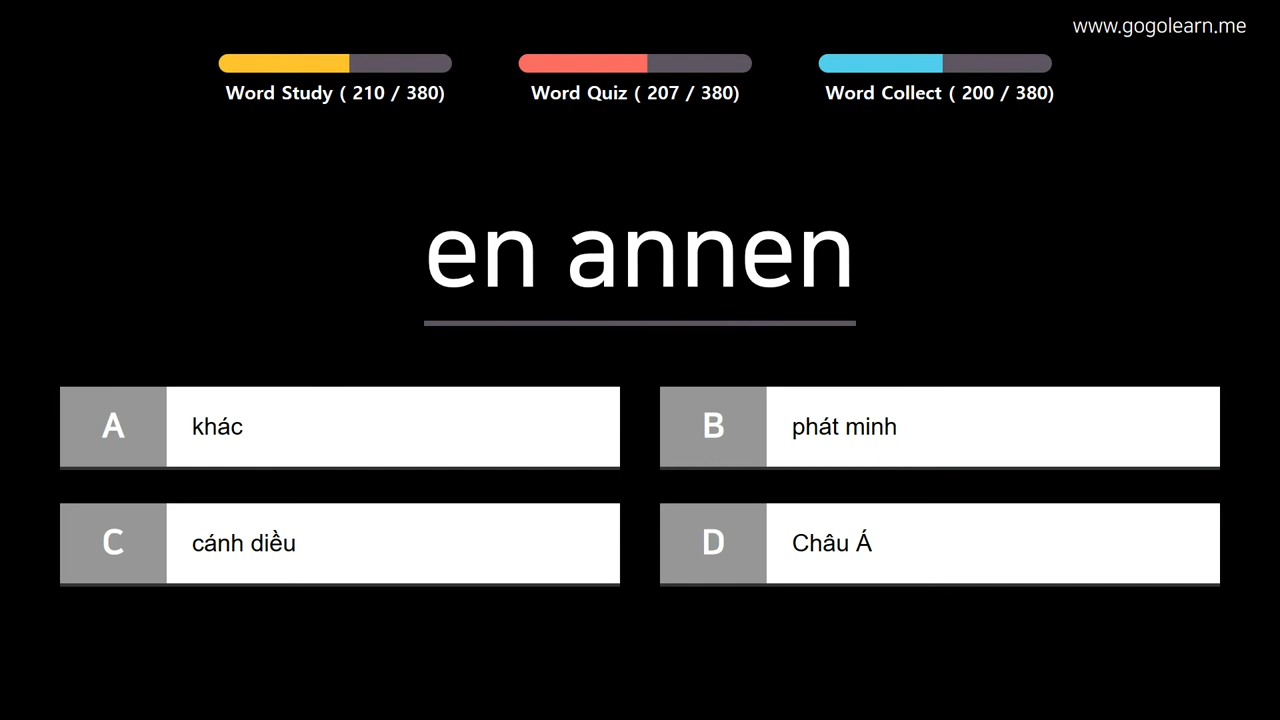 www.gogolearn.me
Word Study ( 210 / 380)
Word Quiz ( 207 / 380)
Word Collect ( 200 / 380)
en annen
A
khác
B
phát minh
C
cánh diều
D
Châu Á